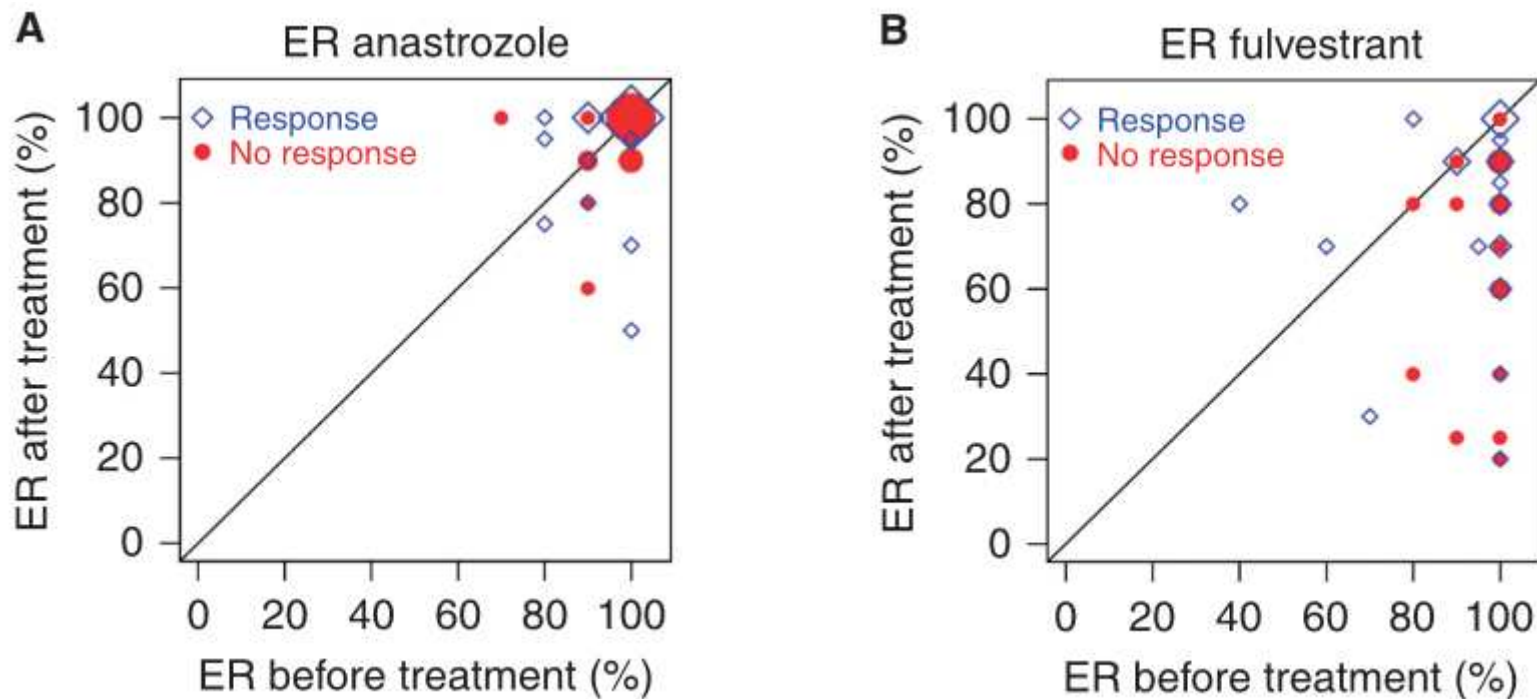 A
ER anastrozole
ER after treatment (%)
100
80
60
40
20
0
Response
No response
0 20 40 60 80 100
ER before treatment (%)
B
ER fulvestrant
ER after treatment (%)
100
80
60
40
20
0
Response
No response
0 20 40 60 80 100
ER before treatment (%)